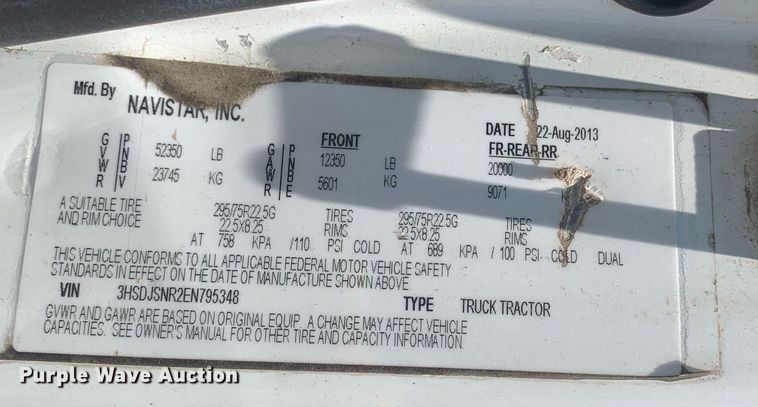 Mfd. By NAVISTAR, INC. DATE 22-Aug-2013
FRONT FR-REAR-RR
G P 52350 LB G P 12350 LB 20000
V N A N
W B 23745 KG W B 5601 KG 9071
R V R E
A SUITABLE TIRE 295/75R22.5G TIRES 295/75R22.5G TIRES
AND RIM CHOICE 22.5X8.25 RIMS 22.5X8.25 RIMS
AT 758 KPA /110 PSI COLD AT 689 KPA / 100 PSI COLD DUAL
THIS VEHICLE CONFORMS TO ALL APPLICABLE FEDERAL MOTOR VEHICLE SAFETY
STANDARDS IN EFFECT ON THE DATE OF MANUFACTURE SHOWN ABOVE
VIN 3HSDJSNR2EN795348 TYPE TRUCK TRACTOR
GVWR AND GAWR ARE BASED ON ORIGINAL EQUIP. A CHANGE MAY AFFECT VEHICLE
CAPACITIES. SEE OWNER'S MANUAL FOR OTHER TIRE AND CAPACITY INFORMATION
Purple Wave Auction